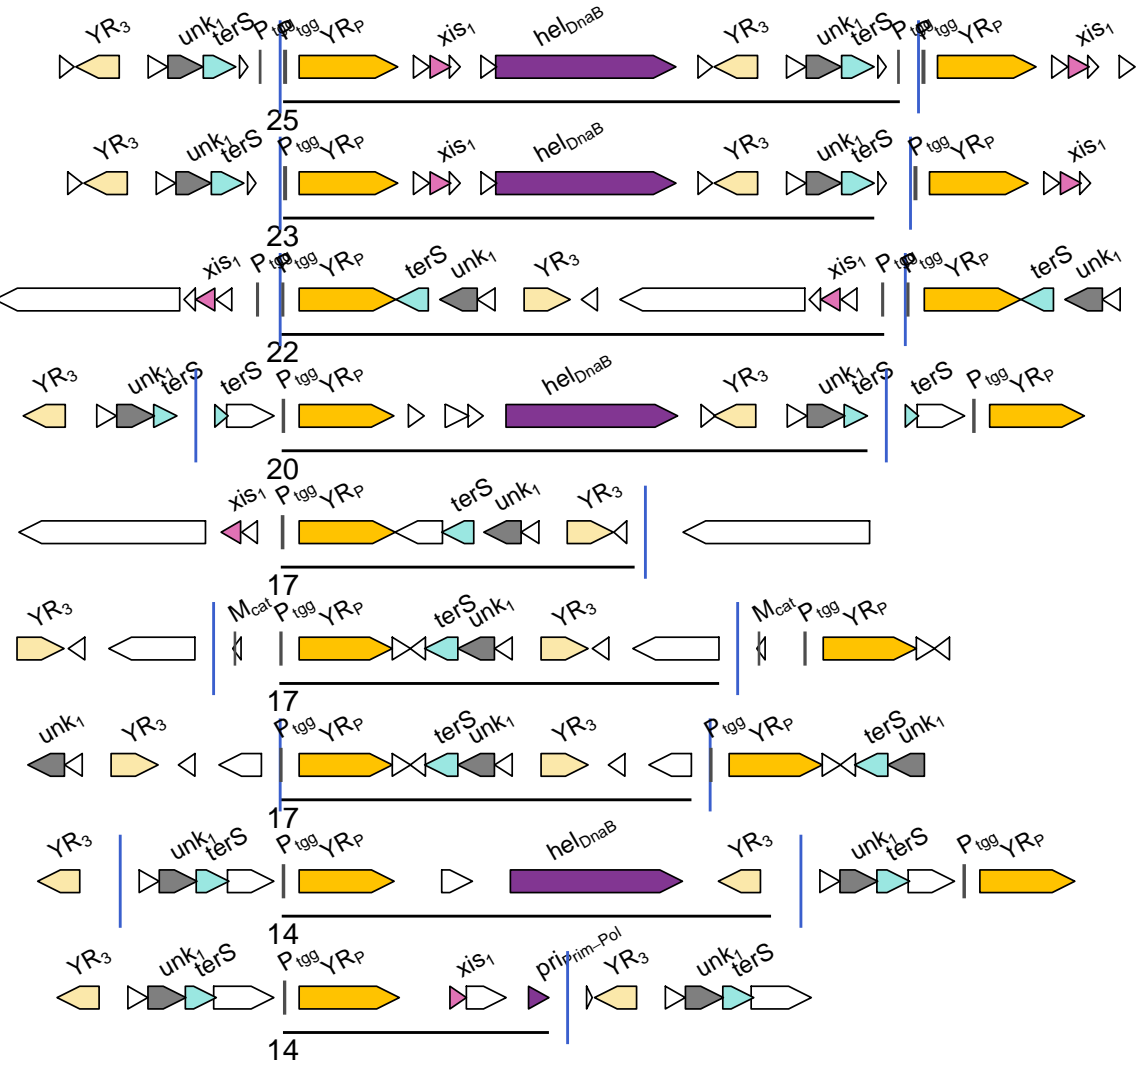 YR3 unk1 terS Ptgg Ptgg YRP xis1 helDnaB YR3 unk1 terS Ptgg Ptgg YRP xis1
25
YR3 unk1 terS Ptgg YRP xis1 helDnaB YR3 unk1 terS Ptgg YRP xis1
23
xis1 Ptgg Ptgg YRP terS unk1 YR3 xis1 Ptgg Ptgg YRP terS unk1
22
YR3 unk1 terS terS Ptgg YRP helDnaB YR3 unk1 terS terS Ptgg YRP
20
xis1 Ptgg YRP terS unk1 YR3
17
YR3 Mcat Ptgg YRP terS unk1 YR3 Mcat Ptgg YRP
17
unk1 YR3 Ptgg YRP terS unk1 YR3 Ptgg YRP terS unk1
17
YR3 unk1 terS Ptgg YRP helDnaB YR3 unk1 terS Ptgg YRP
14
YR3 unk1 terS Ptgg YRP xis1 priPrim–Pol YR3 unk1 terS
14